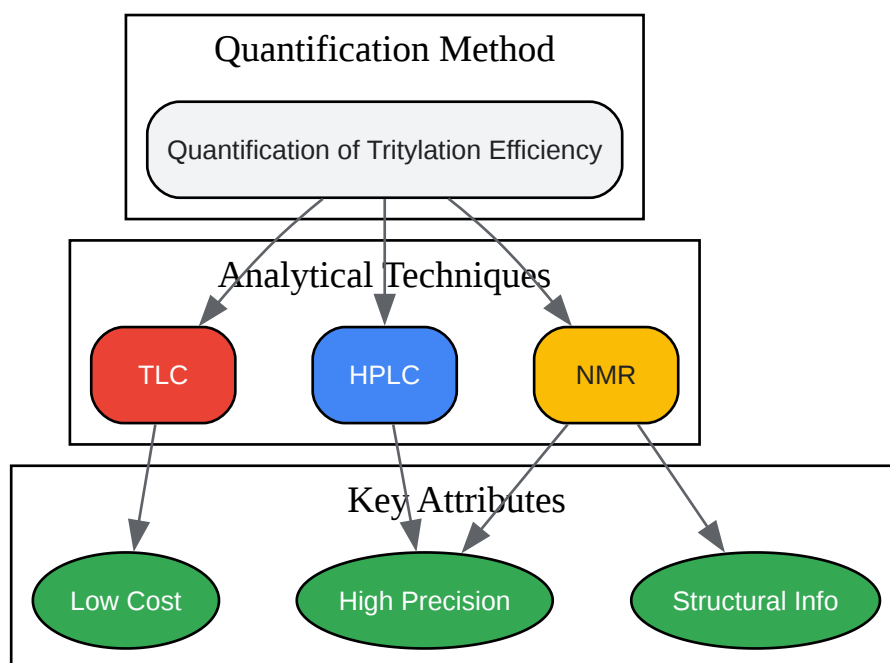 Quantification Method
Quantification of Tritylation Efficiency
Analytical Techniques
TLC
HPLC
NMR
Key Attributes
Low Cost
High Precision
Structural Info